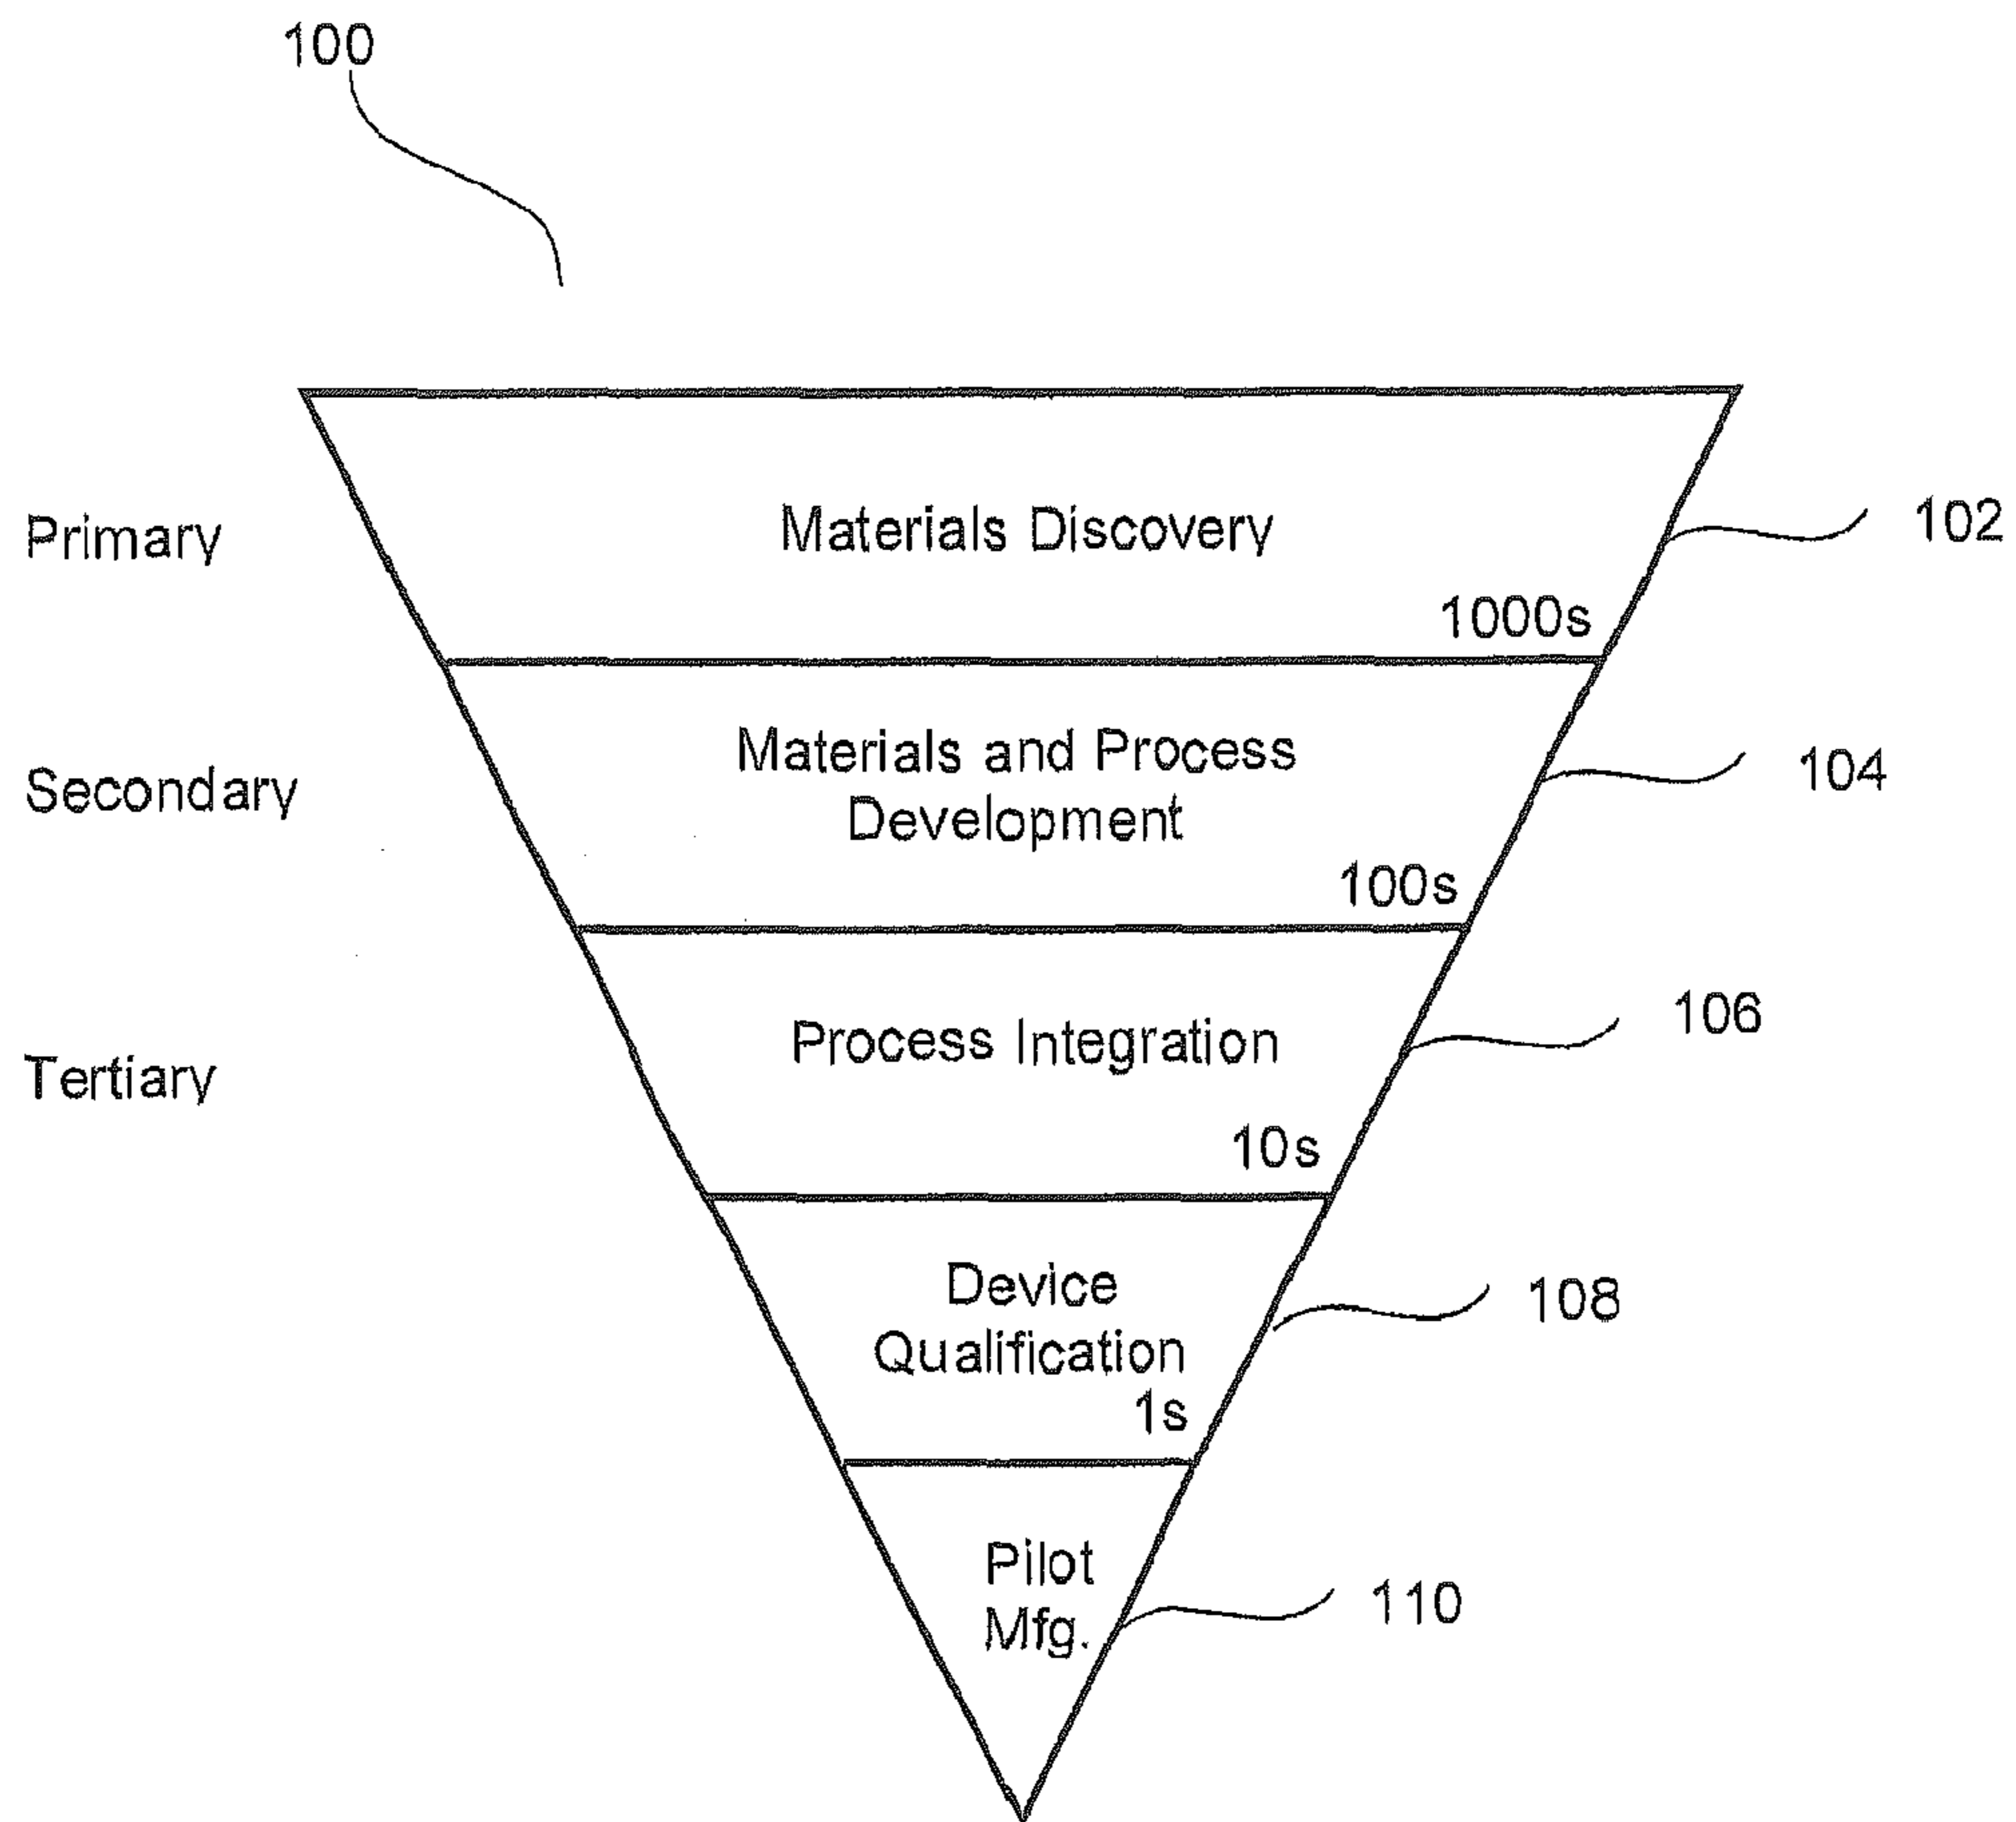 100
Primary
Materials Discovery
102
1000s
Secondary
Materials and Process
Development
104
100s
Tertiary
Process Integration
106
10s
Device
Qualification
108
1s
Pilot
Mfg.
110